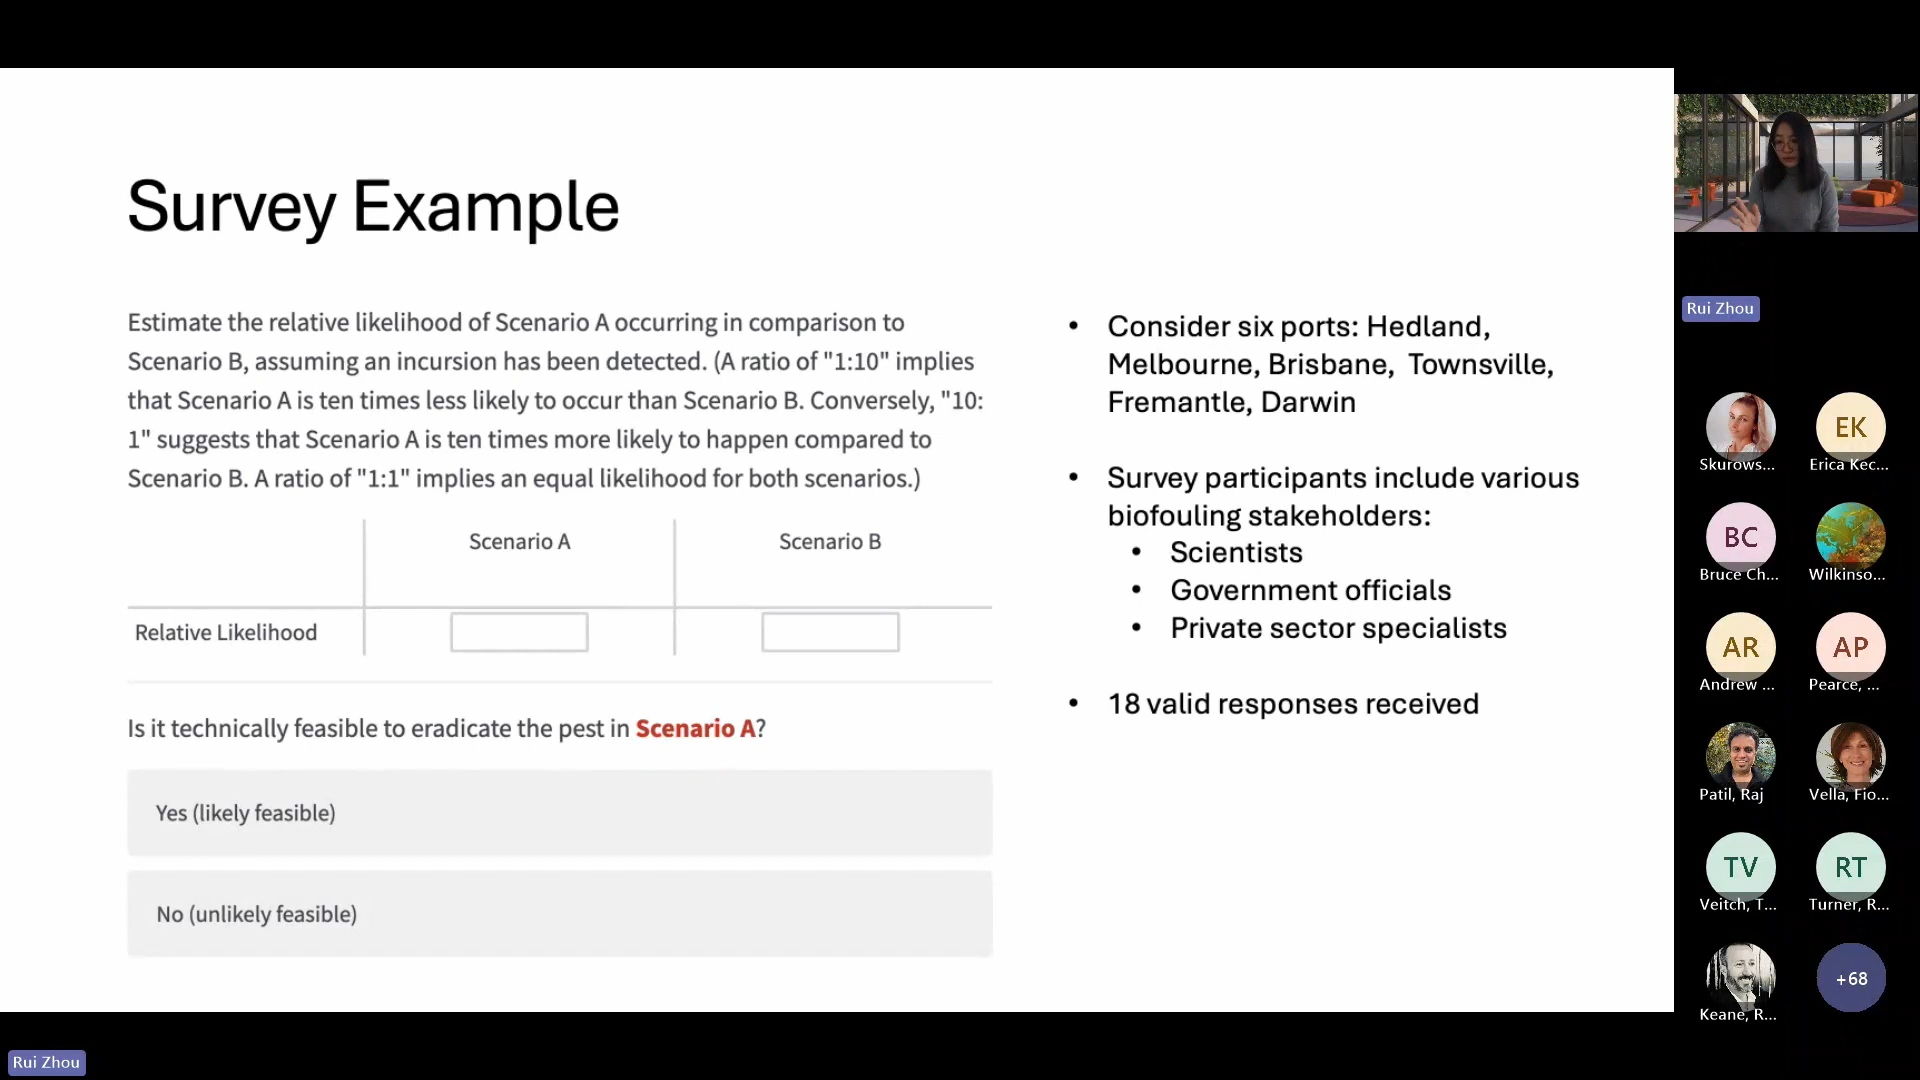 Survey Example
Estimate the relative likelihood of Scenario A occurring in comparison to
Scenario B, assuming an incursion has been detected. (A ratio of "1:10" implies
that Scenario A is ten times less likely to occur than Scenario B. Conversely, "10:
1" suggests that Scenario A is ten times more likely to happen compared to
Scenario B. A ratio of "1:1" implies an equal likelihood for both scenarios.)
Scenario A
Scenario B
Relative Likelihood
Is it technically feasible to eradicate the pest in Scenario A?
Yes (likely feasible)
No (unlikely feasible)
• Consider six ports: Hedland,
Melbourne, Brisbane, Townsville,
Fremantle, Darwin
• Survey participants include various
biofouling stakeholders:
• Scientists
• Government officials
• Private sector specialists
• 18 valid responses received
Rui Zhou
Skurows...
EK
Erica Kec...
BC
Bruce Ch...
Wilkinso...
AR
Andrew ...
AP
Pearce, ...
Patil, Raj
Vella, Fio...
TV
Veitch, T...
RT
Turner, R...
Keane, R...
+68
Rui Zhou